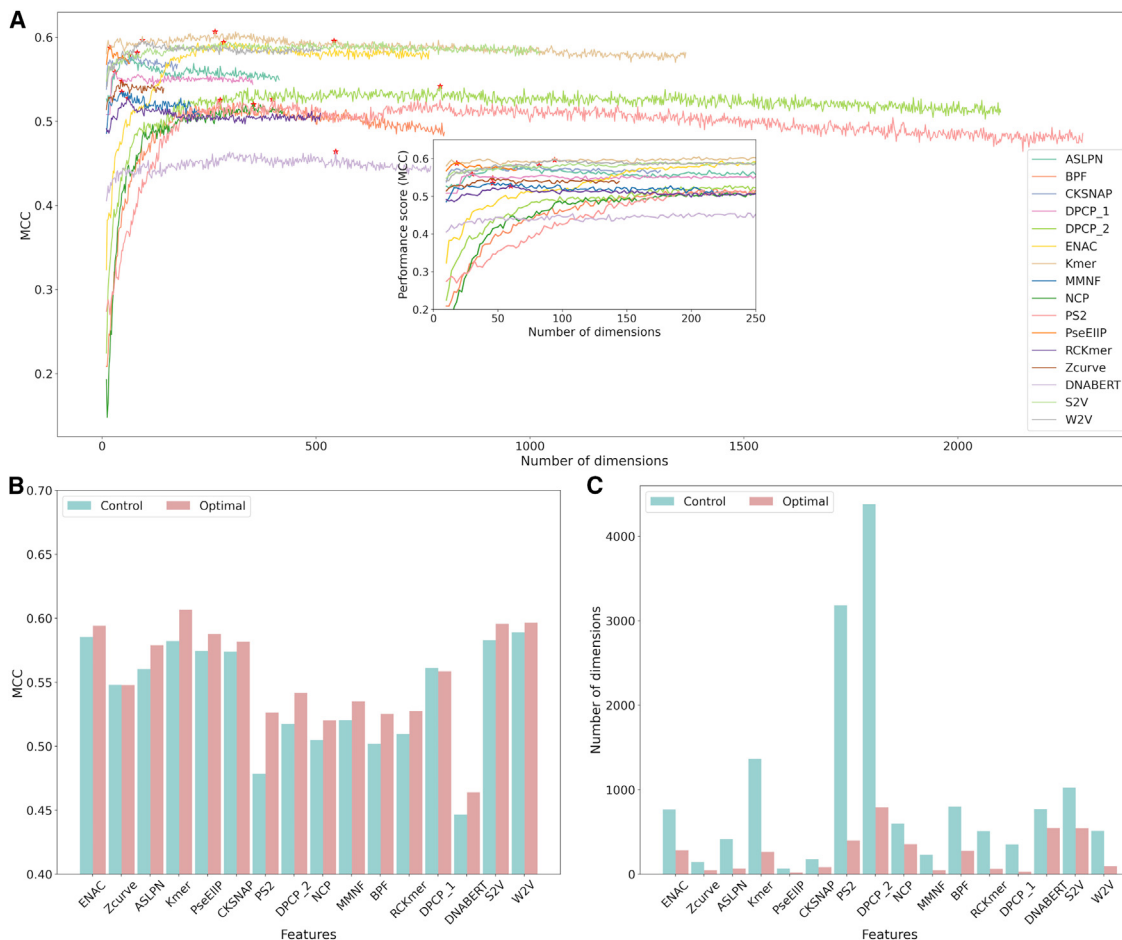 A
MCC
0.6
0.5
0.4
0.3
0.2
0
500
1000
1500
2000
Number of dimensions
Performance score (MCC)
0.6
0.5
0.4
0.3
0.2
0
50
100
150
200
250
Number of dimensions
ASLPN
BPF
CKSNAP
DPCP_1
DPCP_2
ENAC
Kmer
MMNF
NCP
PS2
PseEIIP
RCKmer
Zcurve
DNABERT
S2V
W2V
B
Control
Optimal
MCC
0.70
0.65
0.60
0.55
0.50
0.45
0.40
ENAC
Zcurve
ASLPN
Kmer
PseEIIP
CKSNAP
PS2
DPCP_2
NCP
MMNF
BPF
RCKmer
DPCP_1
DNABERT
S2V
W2V
Features
C
Control
Optimal
Number of dimensions
4000
3000
2000
1000
0
ENAC
Zcurve
ASLPN
Kmer
PseEIIP
CKSNAP
PS2
DPCP_2
NCP
MMNF
BPF
RCKmer
DPCP_1
DNABERT
S2V
W2V
Features